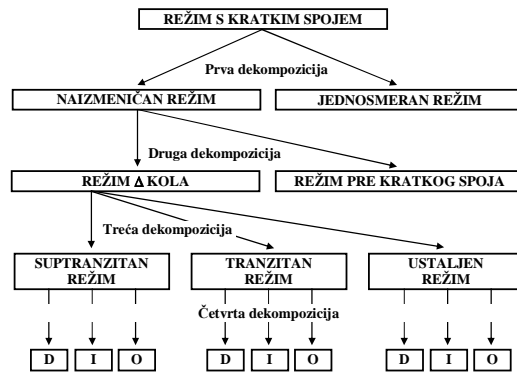 REŽIM S KRATKIM SPOJEM
Prva dekompozicija
NAIZMENIČAN REŽIM
JEDNOSMERAN REŽIM
Druga dekompozicija
REŽIM Δ KOLA
REŽIM PRE KRATKOG SPOJA
Treća dekompozicija
SUPTRANZITAN
REŽIM
TRANZITAN
REŽIM
USTALJEN
REŽIM
Četvrta dekompozicija
D I O D I O D I O